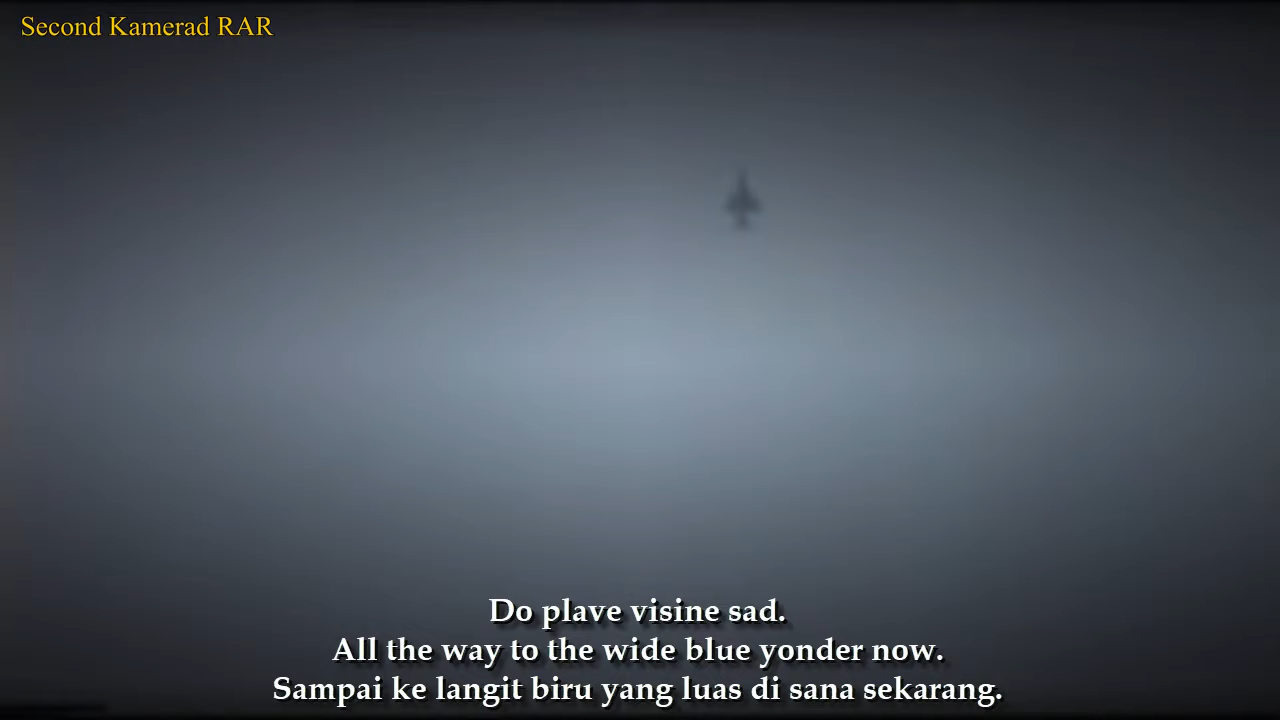 Second Kamerad RAR
Do plave visine sad.
All the way to the wide blue yonder now.
Sampai ke langit biru yang luas di sana sekarang.